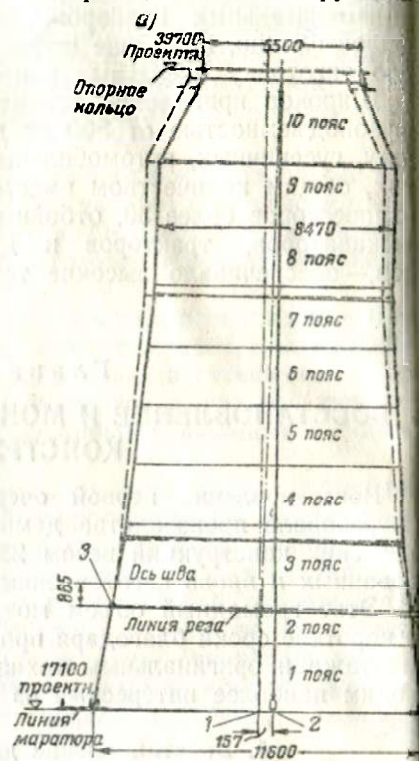 а)
39700
Проектн.
5500
Опорное
кольцо
10 пояс
9 пояс
8470
8 пояс
7 пояс
6 пояс
5 пояс
4 пояс
3 пояс
3
Ось шва
865
Линия реза
2 пояс
1 пояс
17100
проектн.
Линия
маратора
1
2
157
11600